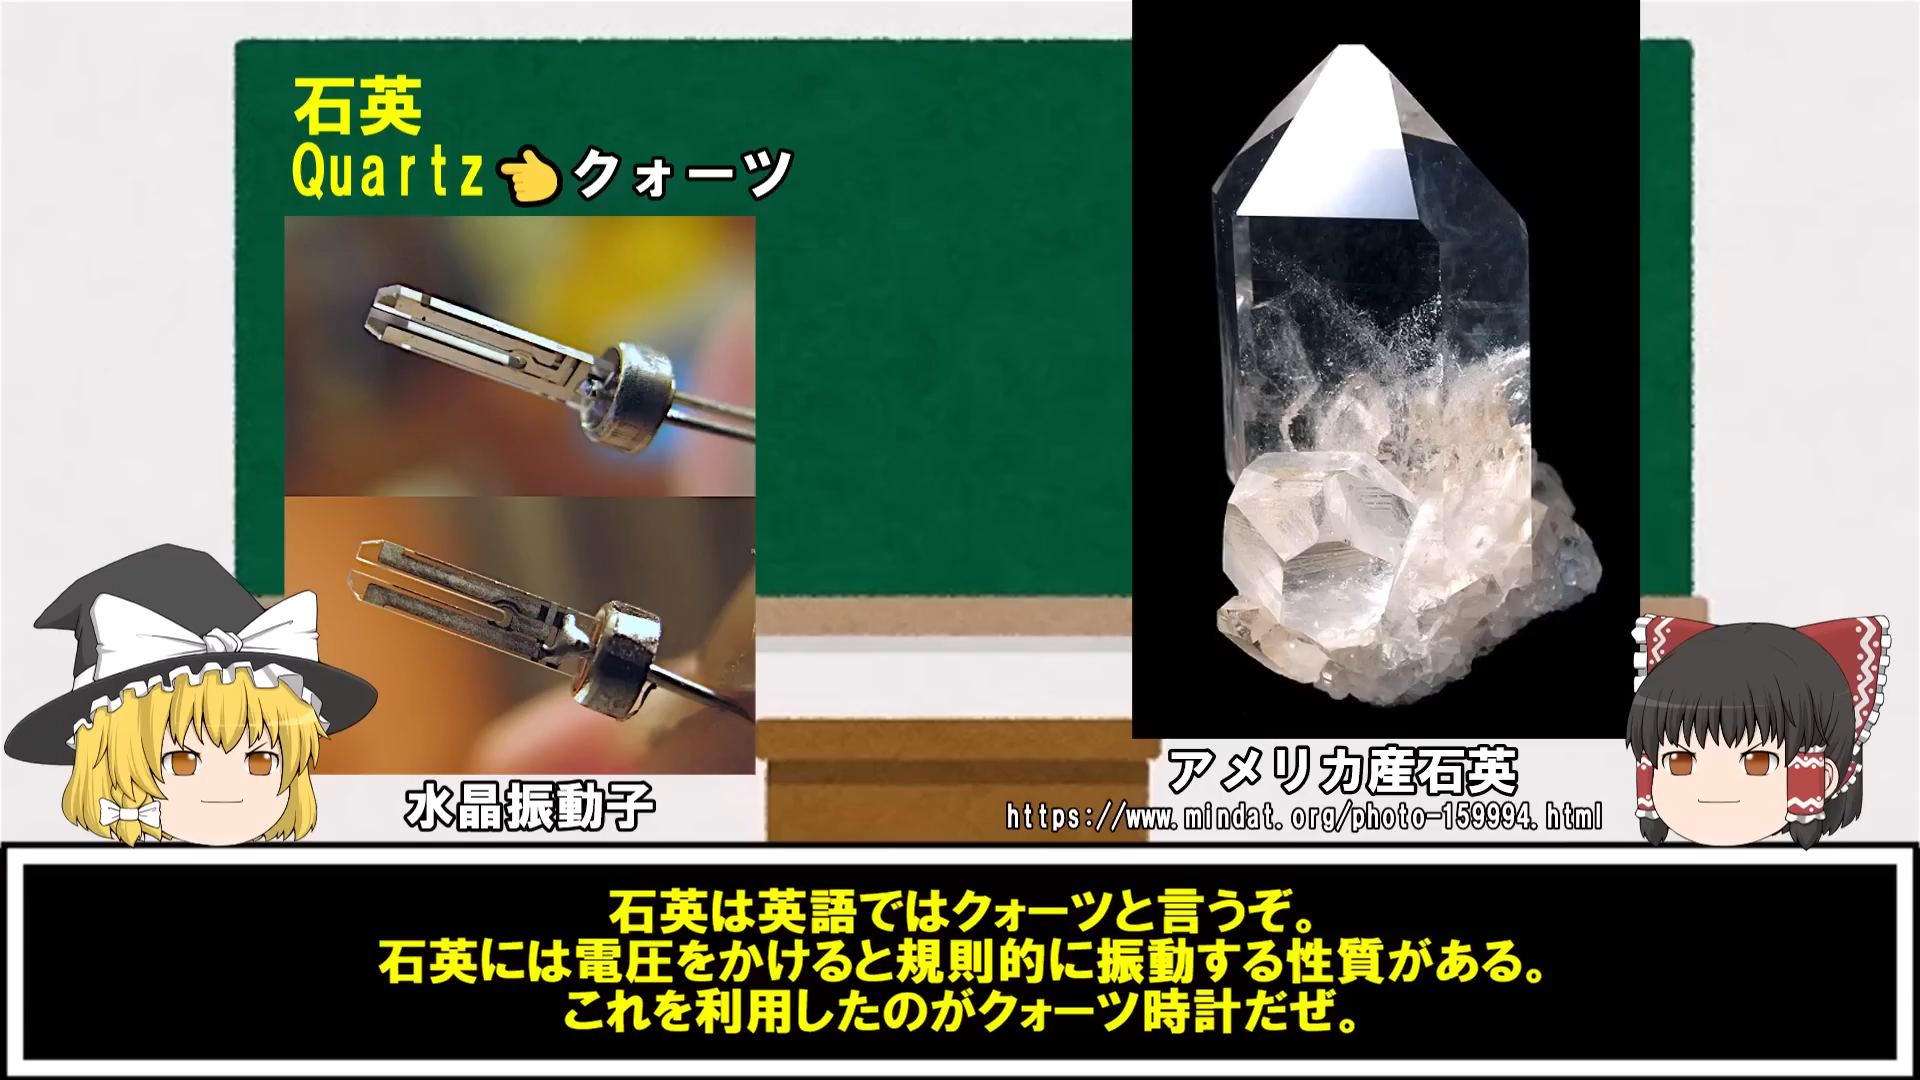 石英
Quartz👈クォーツ
水晶振動子
アメリカ産石英
https://www.mindat.org/photo-159994.html
石英は英語ではクォーツと言うぞ。
石英には電圧をかけると規則的に振動する性質がある。
これを利用したのがクォーツ時計だぜ。